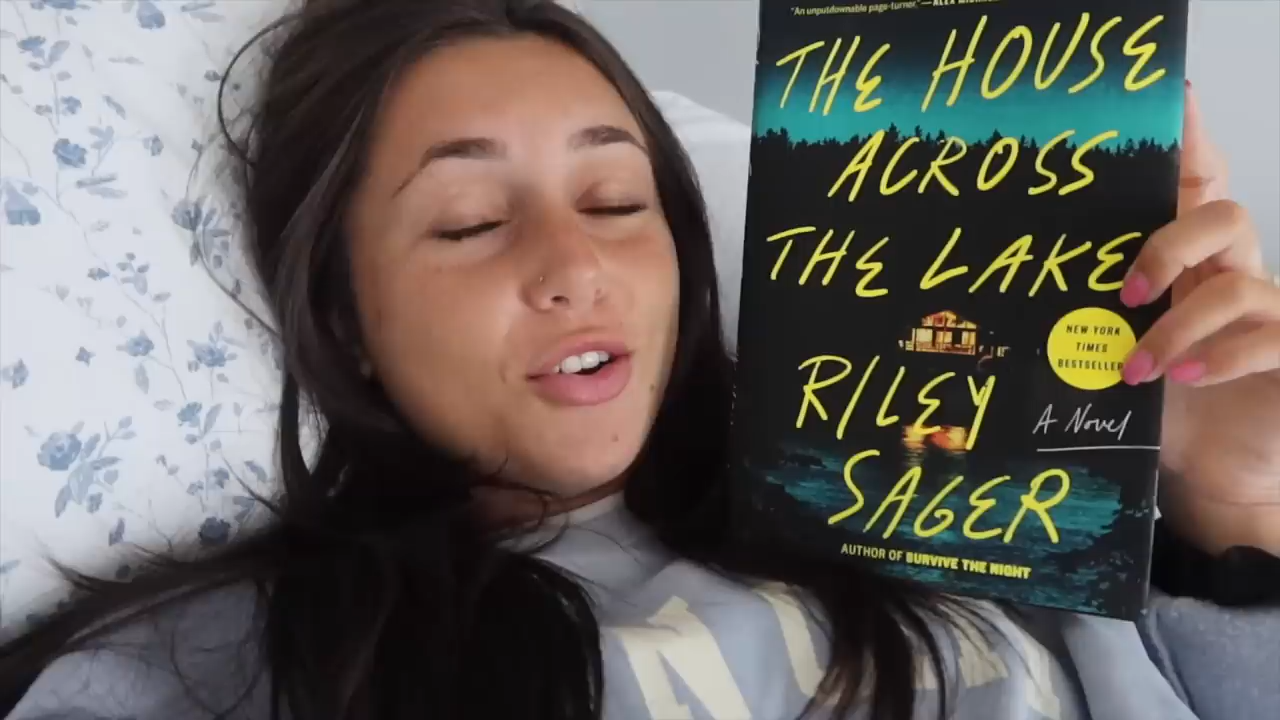 "An unputdownable page-turner."—ALEX
THE HOUSE
ACROSS
THE LAKE
NEW YORK
TIMES
BESTSELLER
RILEY
A Novel
SAGER
AUTHOR OF SURVIVE THE NIGHT